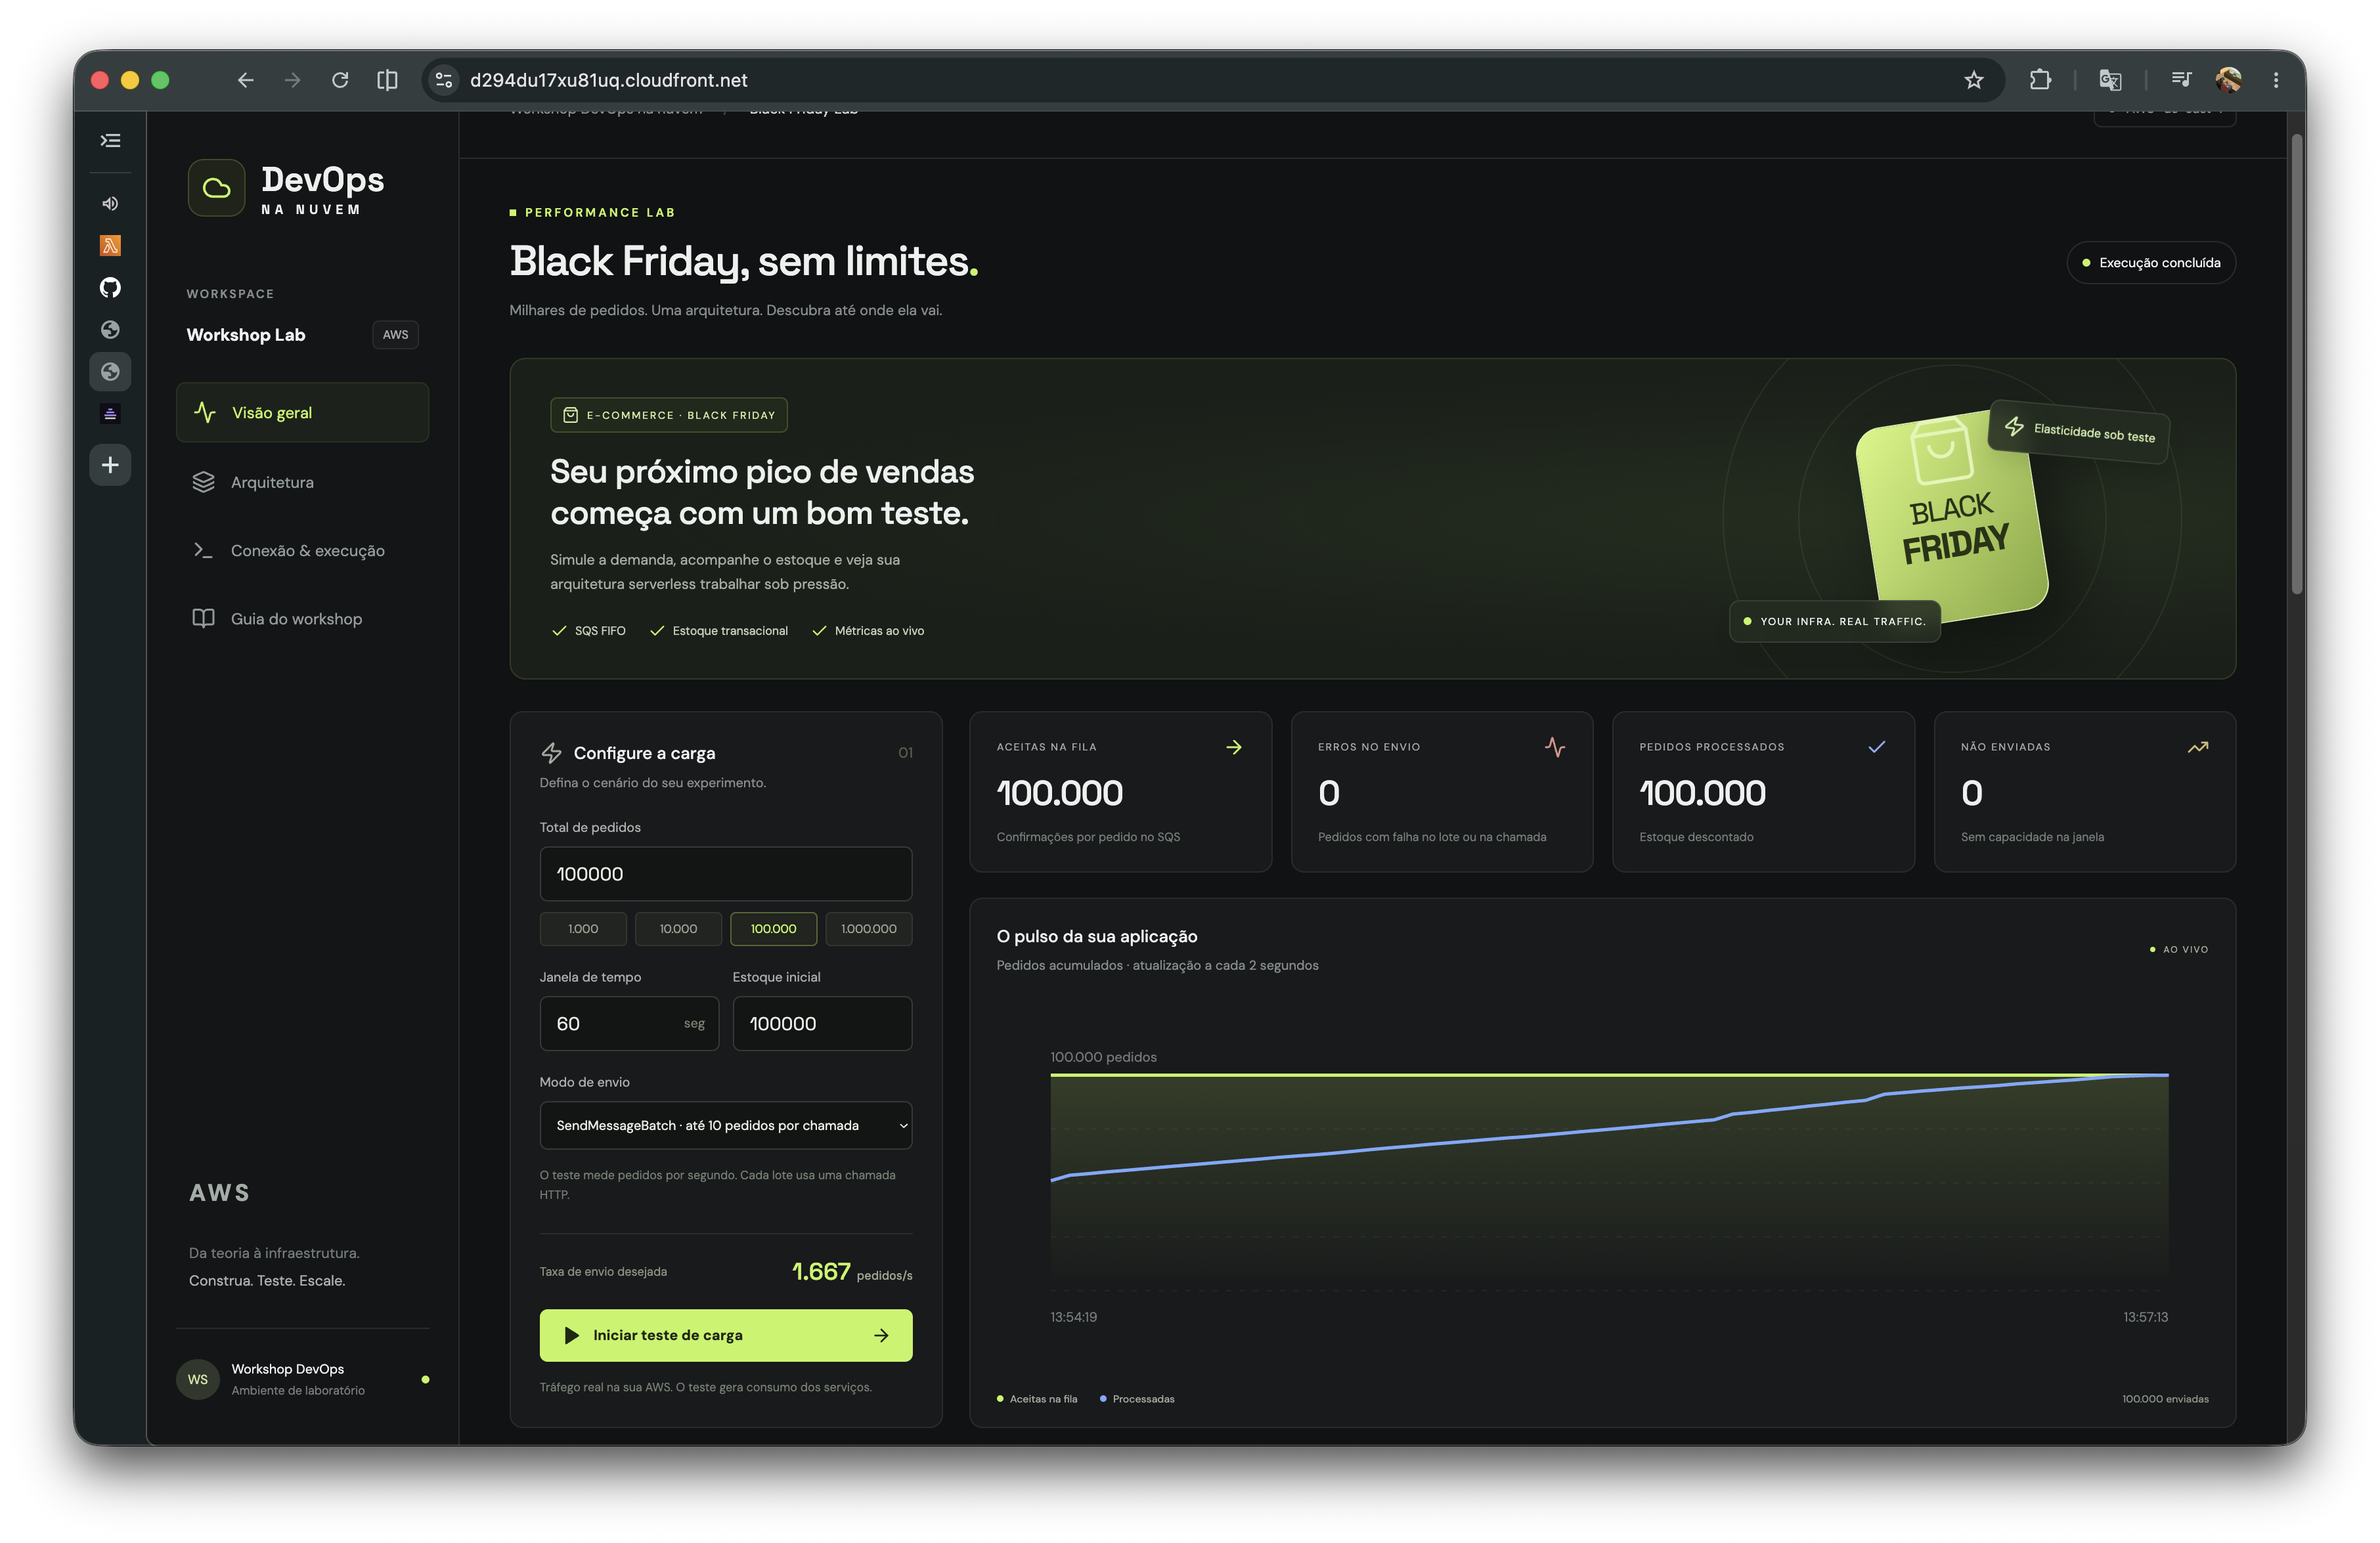 d294du17xu81uq.cloudfront.net
DevOps
NA NUVEM
WORKSPACE
Workshop Lab
AWS
Visão geral
Arquitetura
Conexão & execução
Guia do workshop
AWS
Da teoria à infraestrutura.
Construa. Teste. Escale.
WS
Workshop DevOps
Ambiente de laboratório
Workshop DevOps na nuvem
Black Friday Lab
PERFORMANCE LAB
Black Friday, sem limites.
Milhares de pedidos. Uma arquitetura. Descubra até onde ela vai.
Execução concluída
E-COMMERCE · BLACK FRIDAY
Seu próximo pico de vendas
começa com um bom teste.
Simule a demanda, acompanhe o estoque e veja sua
arquitetura serverless trabalhar sob pressão.
SQS FIFO
Estoque transacional
Métricas ao vivo
Elasticidade sob teste
BLACK
FRIDAY
YOUR INFRA. REAL TRAFFIC.
Configure a carga
01
Defina o cenário do seu experimento.
Total de pedidos
100000
1.000
10.000
100.000
1.000.000
Janela de tempo
Estoque inicial
60
seg
100000
Modo de envio
SendMessageBatch · até 10 pedidos por chamada
O teste mede pedidos por segundo. Cada lote usa uma chamada
HTTP.
Taxa de envio desejada
1.667 pedidos/s
Iniciar teste de carga
Tráfego real na sua AWS. O teste gera consumo dos serviços.
ACEITAS NA FILA
100.000
Confirmações por pedido no SQS
ERROS NO ENVIO
0
Pedidos com falha no lote ou na chamada
PEDIDOS PROCESSADOS
100.000
Estoque descontado
NÃO ENVIADAS
0
Sem capacidade na janela
O pulso da sua aplicação
Pedidos acumulados · atualização a cada 2 segundos
AO VIVO
100.000 pedidos
13:54:19
13:57:13
Aceitas na fila
Processadas
100.000 enviadas